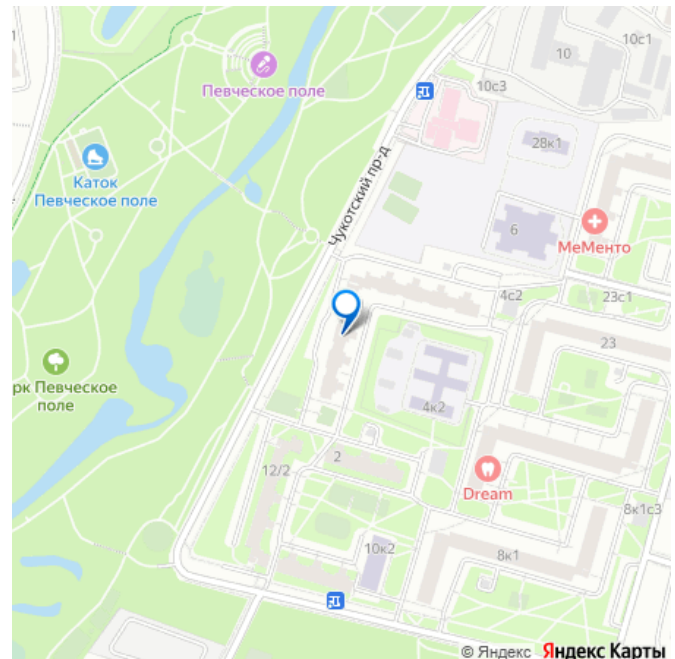 Певческое поле
10
10с1
10с3
28к1
Каток
Певческое поле
Чукотский пр-д
6
МеМенто
4с2
23с1
23
рк Певческое
поле
4к2
2
12/2
Dream
8к1с3
10к2
8к1
© Яндекс Яндекс Карты